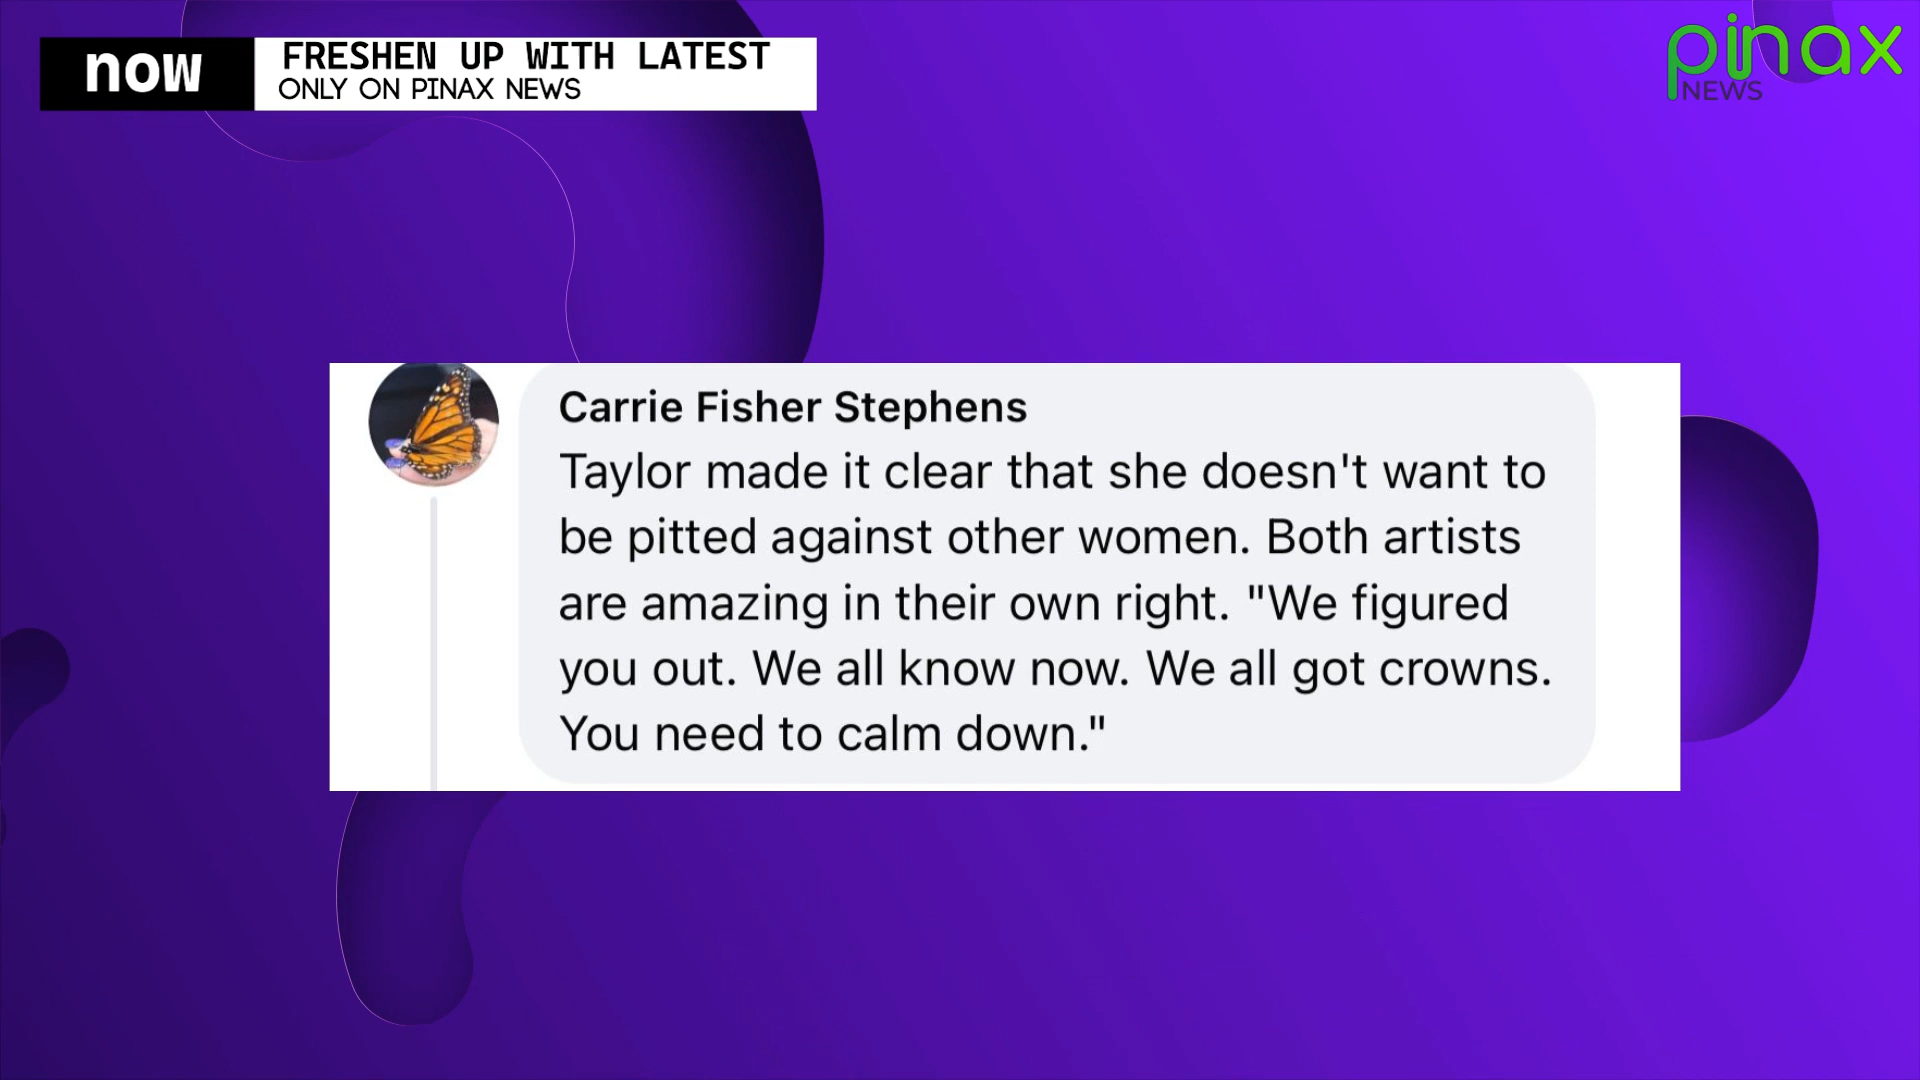 now
FRESHEN UP WITH LATEST
ONLY ON PINAX NEWS
pinax
NEWS
Carrie Fisher Stephens
Taylor made it clear that she doesn't want to
be pitted against other women. Both artists
are amazing in their own right. "We figured
you out. We all know now. We all got crowns.
You need to calm down."